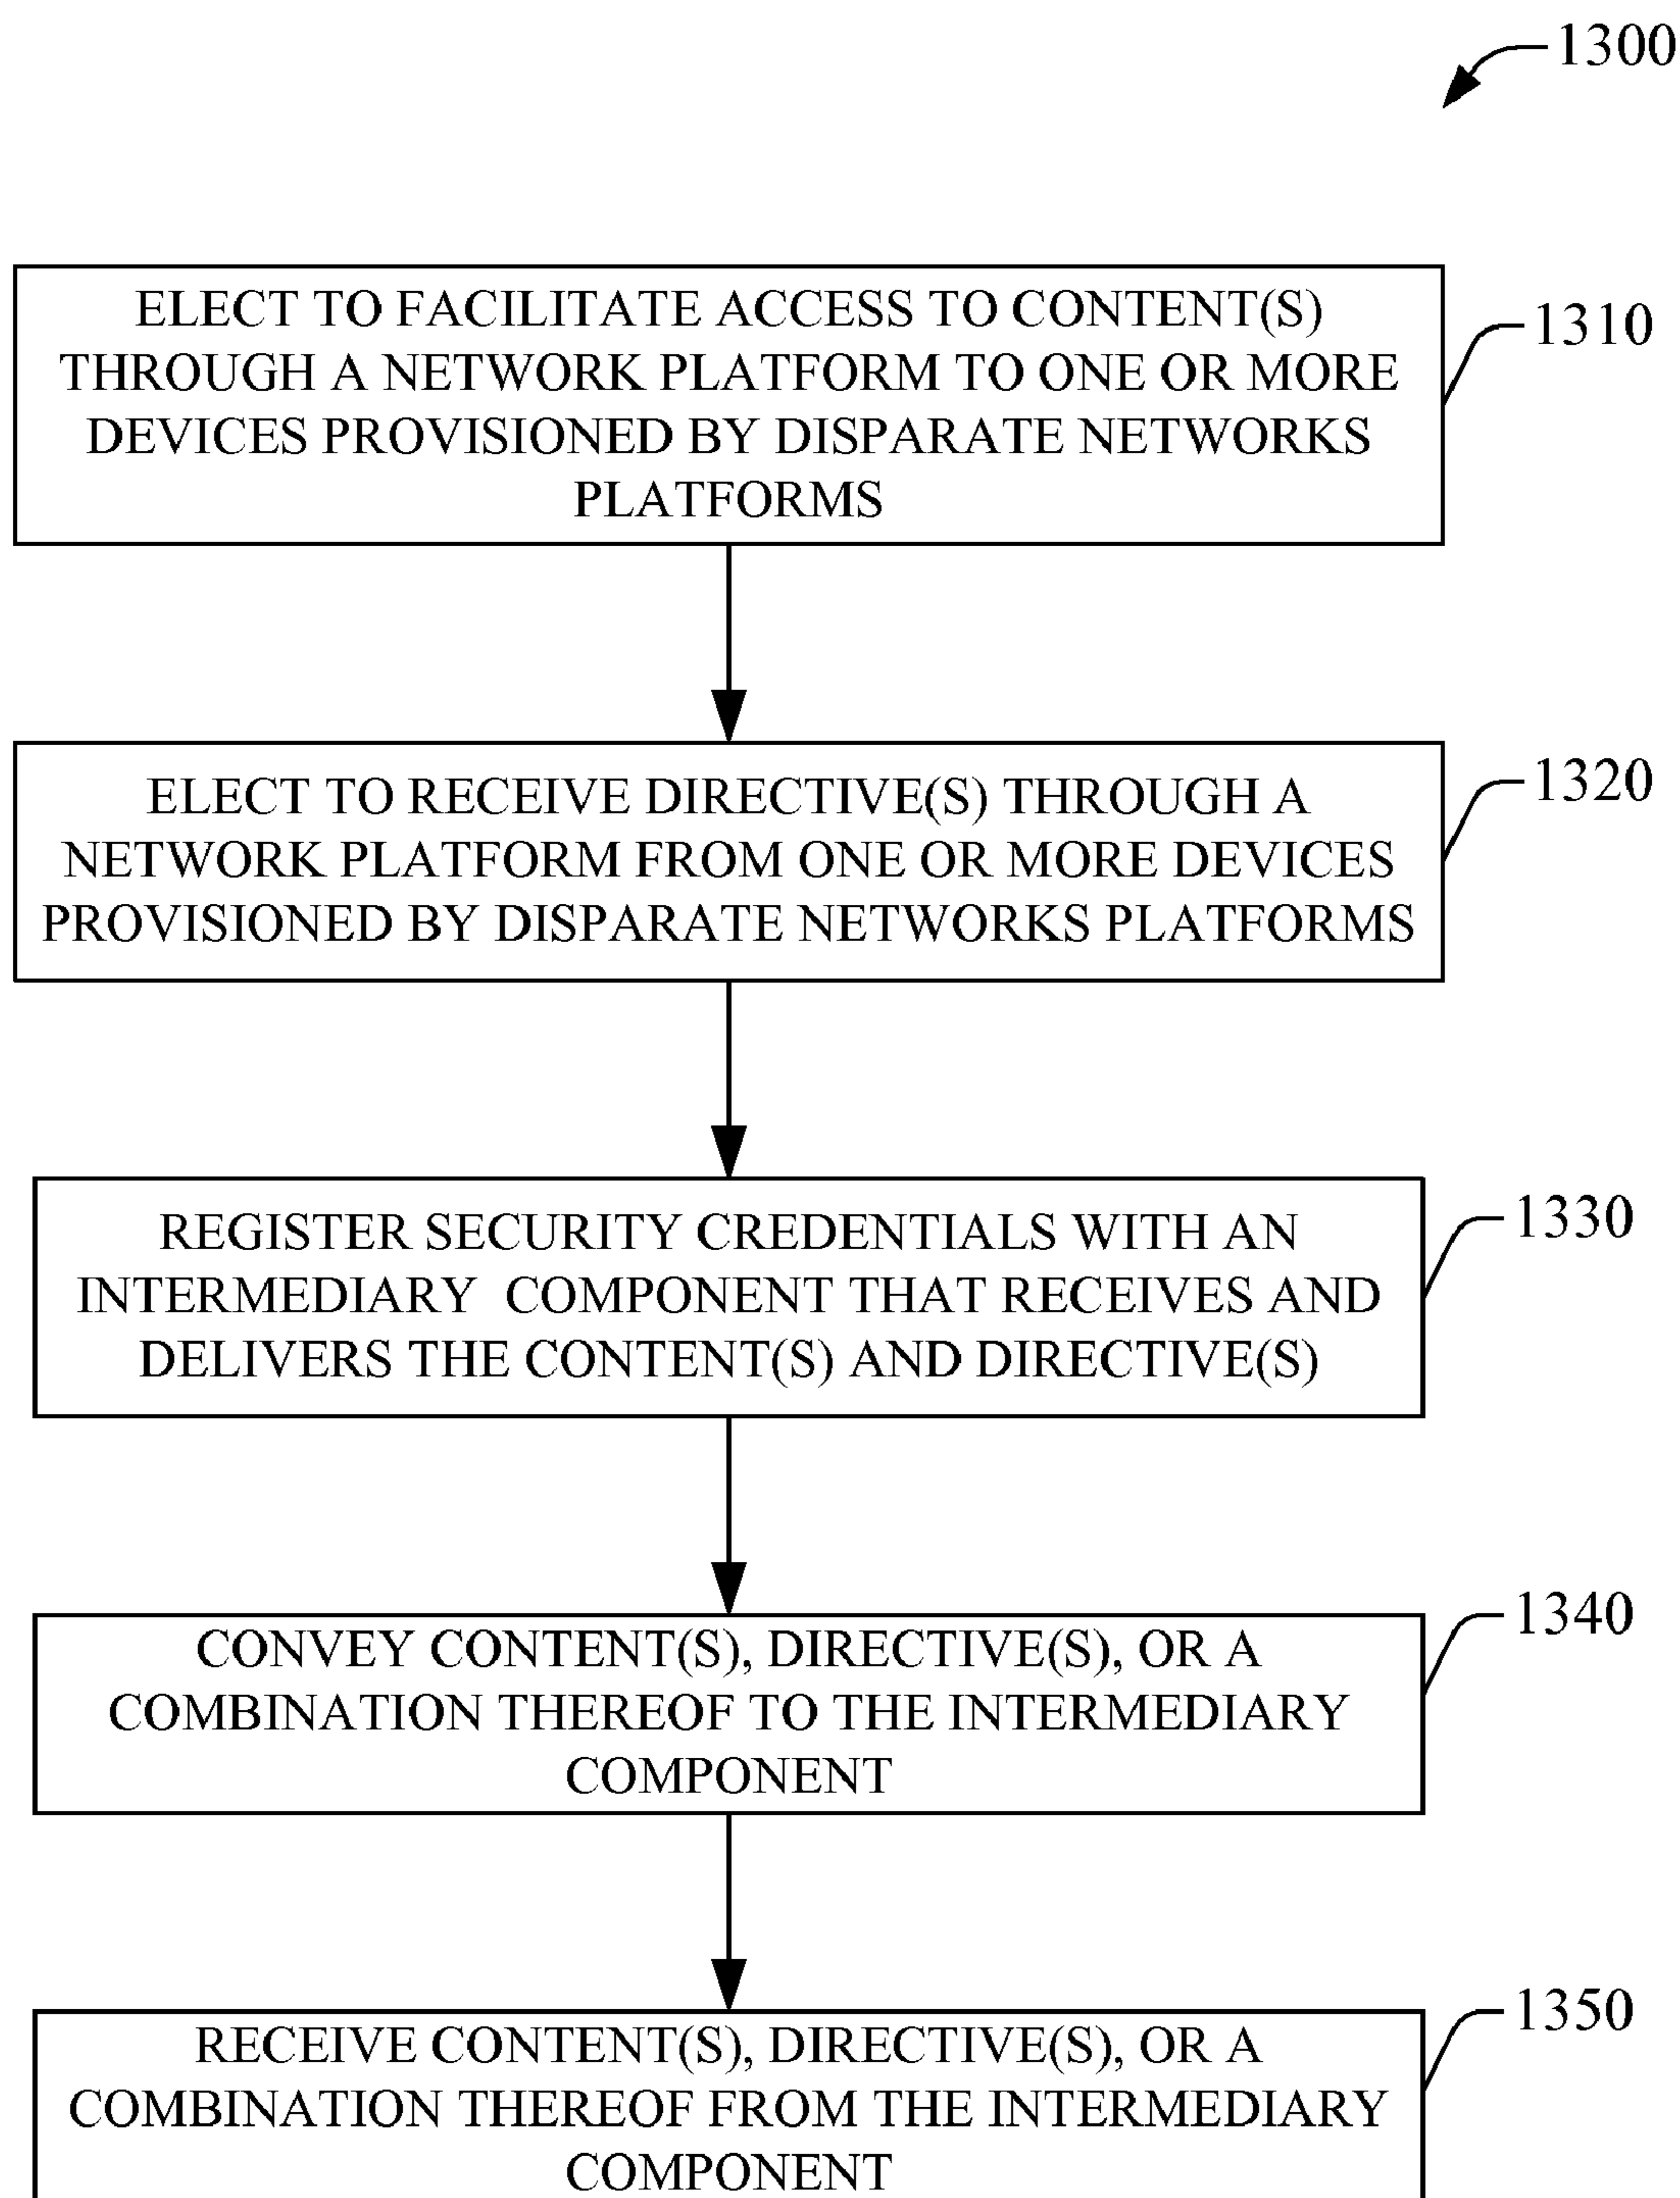 1300
ELECT TO FACILITATE ACCESS TO CONTENT(S)
THROUGH A NETWORK PLATFORM TO ONE OR MORE
DEVICES PROVISIONED BY DISPARATE NETWORKS
PLATFORMS
1310
ELECT TO RECEIVE DIRECTIVE(S) THROUGH A
NETWORK PLATFORM FROM ONE OR MORE DEVICES
PROVISIONED BY DISPARATE NETWORKS PLATFORMS
1320
REGISTER SECURITY CREDENTIALS WITH AN
INTERMEDIARY COMPONENT THAT RECEIVES AND
DELIVERS THE CONTENT(S) AND DIRECTIVE(S)
1330
CONVEY CONTENT(S), DIRECTIVE(S), OR A
COMBINATION THEREOF TO THE INTERMEDIARY
COMPONENT
1340
RECEIVE CONTENT(S), DIRECTIVE(S), OR A
COMBINATION THEREOF FROM THE INTERMEDIARY
COMPONENT
1350